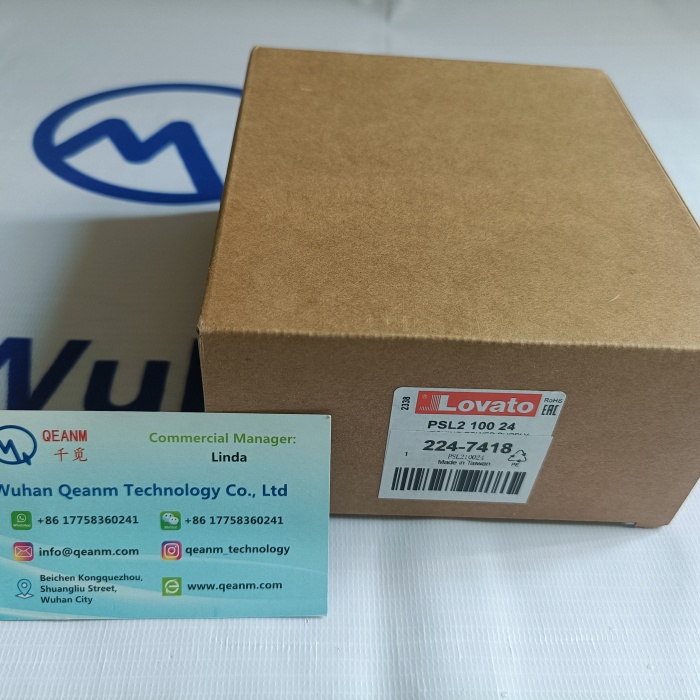 Wuh
2338
Lovato
RoHS
EAC
PSL2 100 24
224-7418
PSL210024
1
Made in Taiwan
PE
QEANM
千觅
Commercial Manager:
Linda
Wuhan Qeanm Technology Co., Ltd
+86 17758360241
+86 17758360241
info@qeanm.com
qeanm_technology
Beichen Kongquezhou,
Shuangliu Street,
Wuhan City
www.qeanm.com